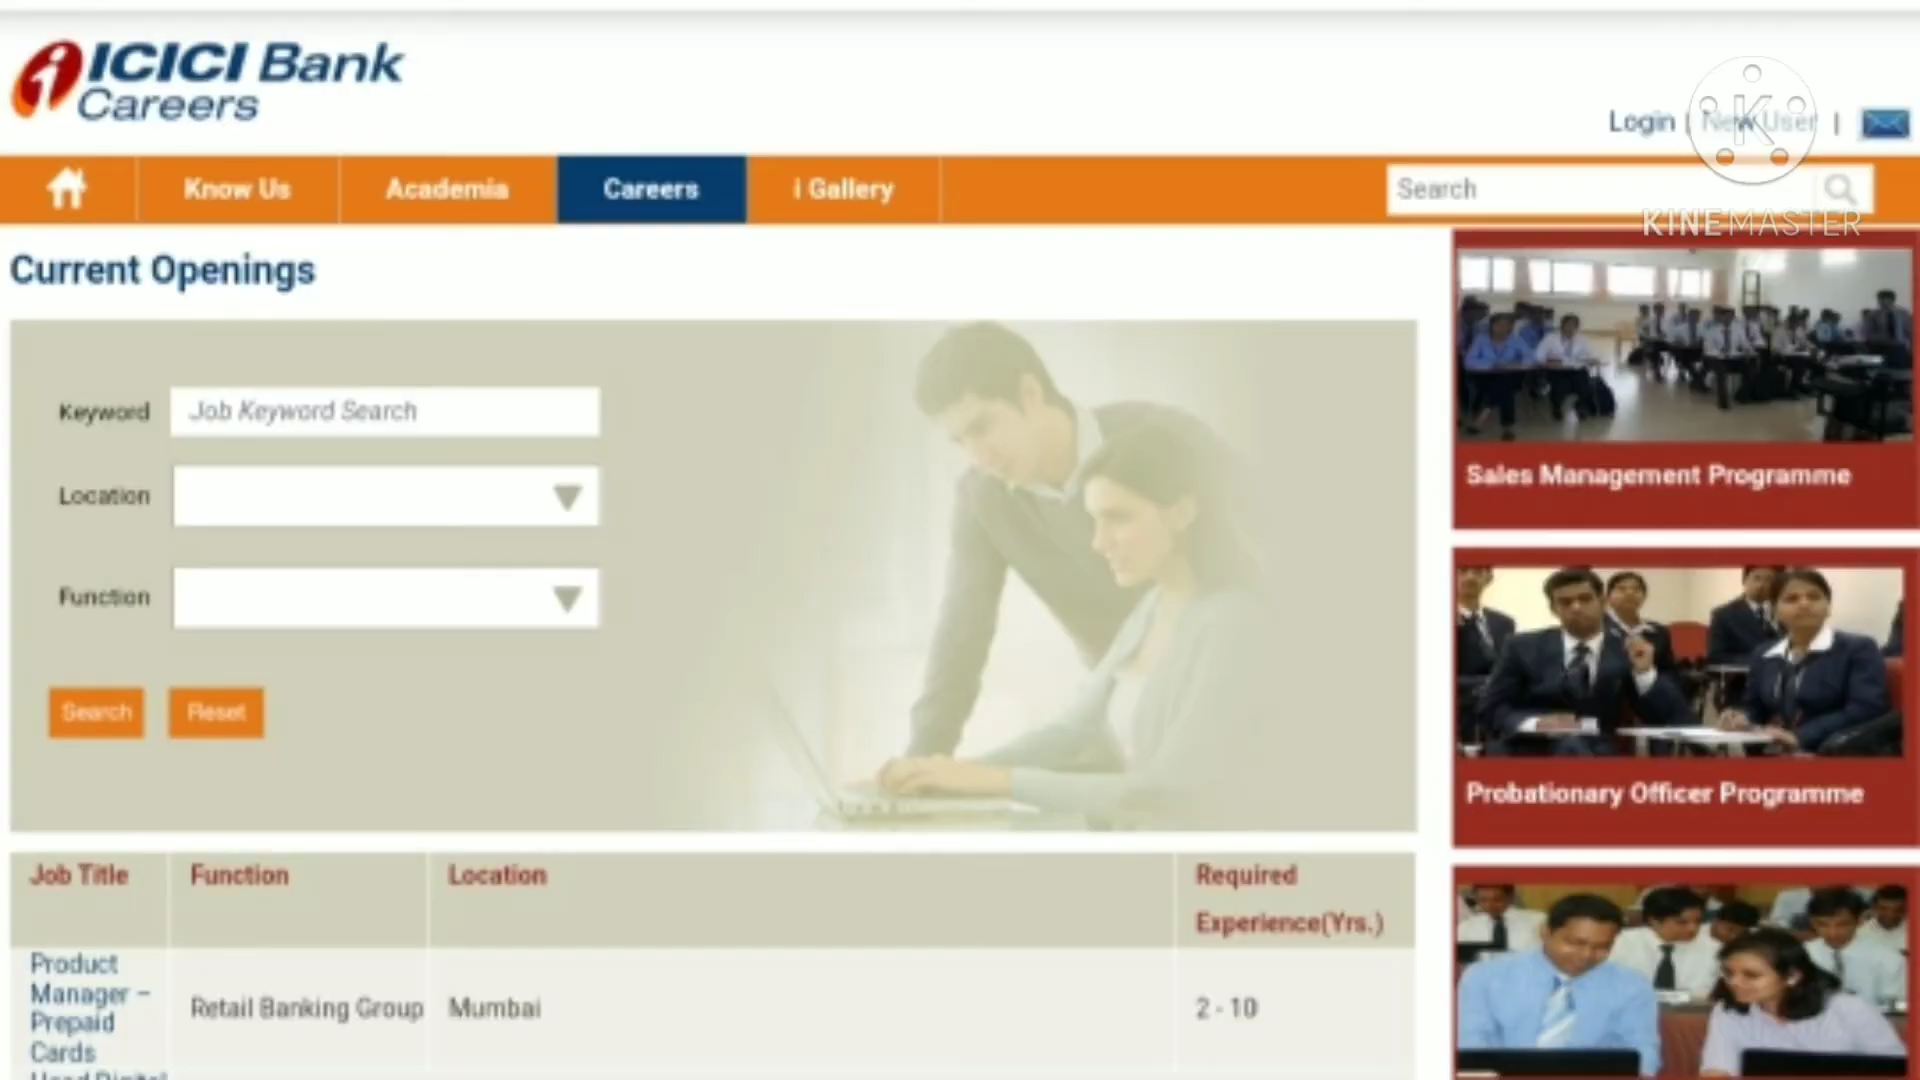 ICICI Bank
Careers
Login | New User |
Know Us
Academia
Careers
i Gallery
Search
KINEMASTER
Current Openings
Keyword
Job Keyword Search
Location
Function
Search
Reset
Sales Management Programme
Probationary Officer Programme
Job Title
Function
Location
Required
Experience(Yrs.)
Product
Manager –
Prepaid
Cards
Retail Banking Group
Mumbai
2 - 10